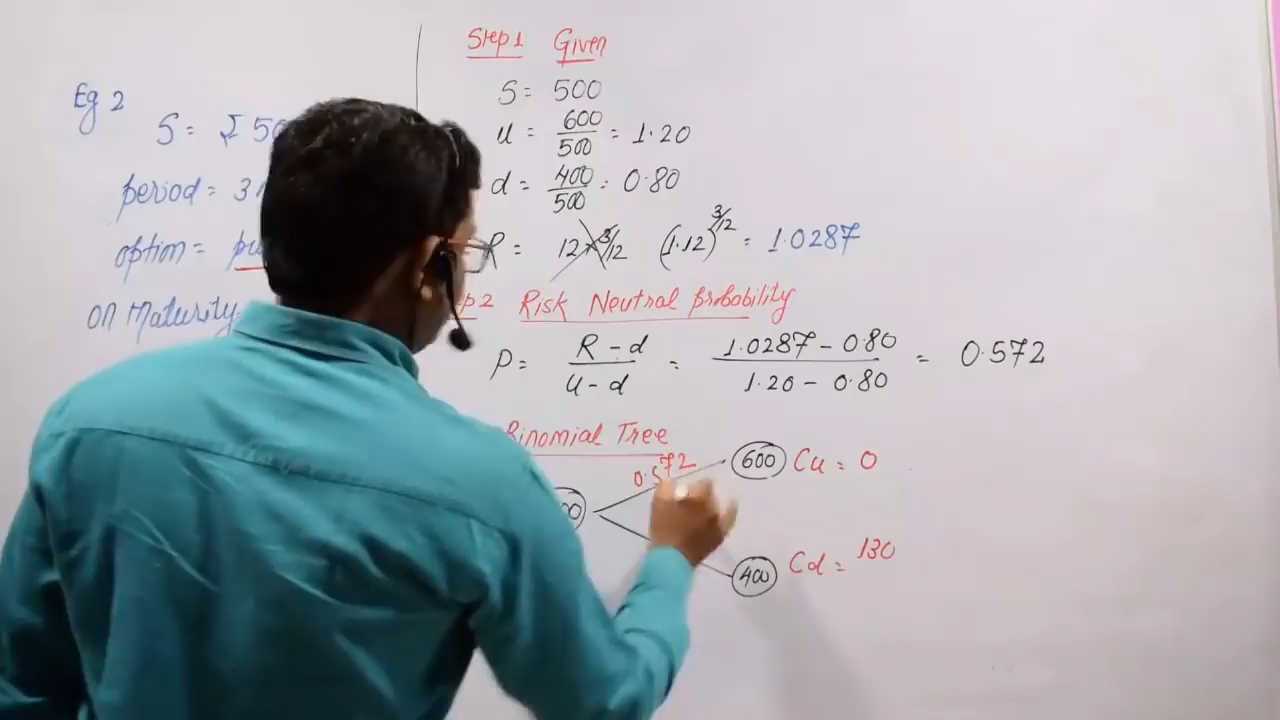 Eg 2
S = ₹ 50
period = 3
option = pu
on Maturity
Step 1 Given
S = 500
u = 600/500 = 1.20
d = 400/500 = 0.80
R = 12 × 3/12 (1.12)^3/12 = 1.0287
p 2 Risk Neutral probability
P = R - d / u - d = 1.0287 - 0.80 / 1.20 - 0.80 = 0.572
Binomial Tree
0.572 600 Cu = 0
00
400 Cd = 130